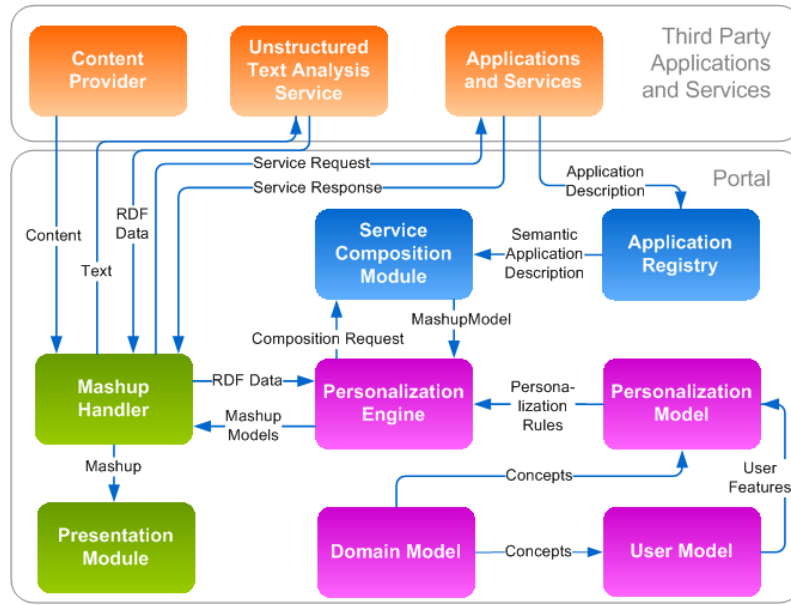 Content
Provider
Unstructured
Text Analysis
Service
Applications
and Services
Third Party
Applications
and Services
Service Request
Service Response
Application
Description
Portal
RDF
Data
Content
Text
Service
Composition
Module
Semantic
Application
Description
Application
Registry
Composition Request
MashupModel
Mashup
Handler
RDF Data
Mashup
Models
Personalization
Engine
Persona-
lization
Rules
Personalization
Model
Mashup
Concepts
User
Features
Presentation
Module
Domain Model
Concepts
User Model